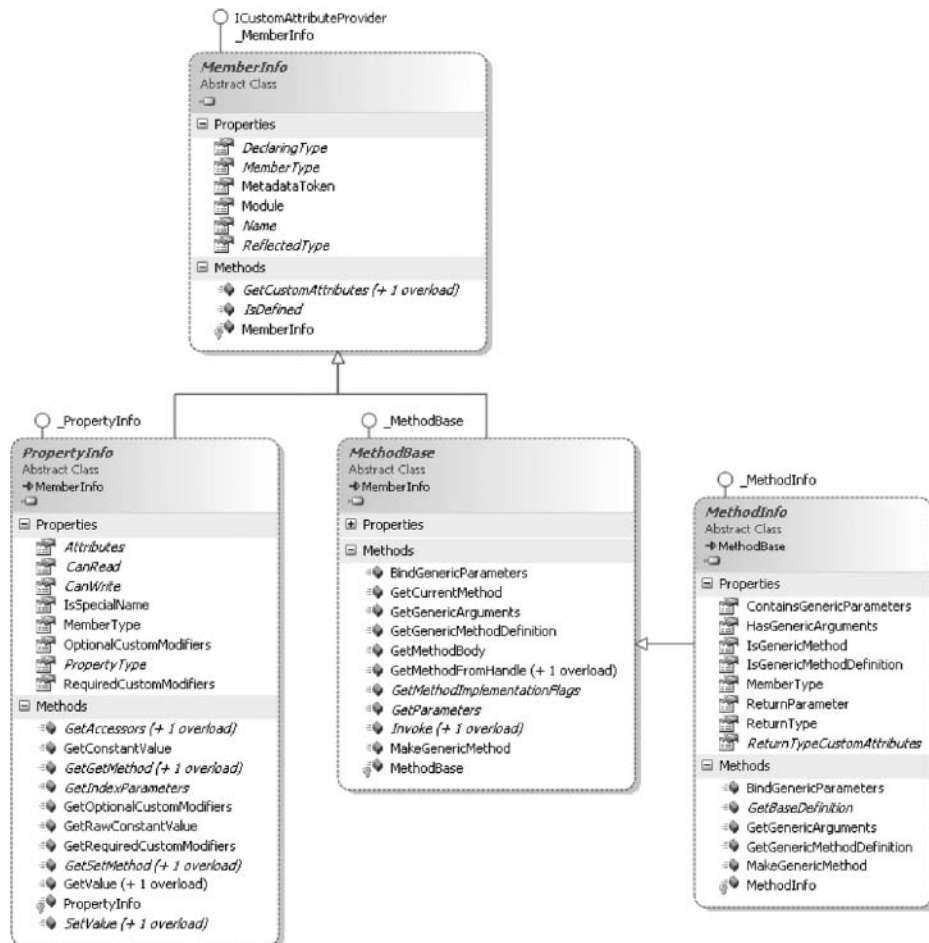 ICustomAttributeProvider
_MemberInfo
MemberInfo
Abstract Class
Properties
DeclaringType
MemberType
MetadataToken
Module
Name
ReflectedType
Methods
GetCustomAttributes (+ 1 overload)
IsDefined
MemberInfo
_PropertyInfo
PropertyInfo
Abstract Class
MemberInfo
Properties
Attributes
CanRead
CanWrite
IsSpecialName
MemberType
OptionalCustomModifiers
PropertyType
RequiredCustomModifiers
Methods
GetAccessors (+ 1 overload)
GetConstantValue
GetGetMethod (+ 1 overload)
GetIndexParameters
GetOptionalCustomModifiers
GetRawConstantValue
GetRequiredCustomModifiers
GetSetMethod (+ 1 overload)
GetValue (+ 1 overload)
PropertyInfo
SetValue (+ 1 overload)
_MethodBase
MethodBase
Abstract Class
MemberInfo
Properties
Methods
BindGenericParameters
GetCurrentMethod
GetGenericArguments
GetGenericMethodDefinition
GetMethodBody
GetMethodFromHandle (+ 1 overload)
GetMethodImplementationFlags
GetParameters
Invoke (+ 1 overload)
MakeGenericMethod
MethodBase
_MethodInfo
MethodInfo
Abstract Class
MethodBase
Properties
ContainsGenericParameters
HasGenericArguments
IsGenericMethod
IsGenericMethodDefinition
MemberType
ReturnParameter
ReturnType
ReturnTypeCustomAttributes
Methods
BindGenericParameters
GetBaseDefinition
GetGenericArguments
GetGenericMethodDefinition
MakeGenericMethod
MethodInfo